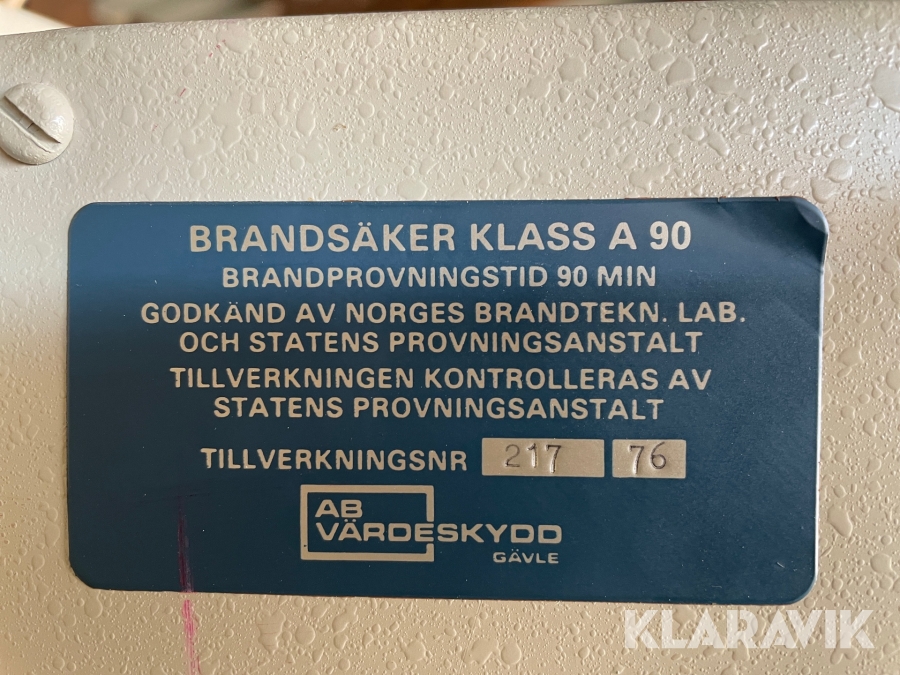 BRANDSÄKER KLASS A 90
BRANDPROVNINGSTID 90 MIN
GODKÄND AV NORGES BRANDTEKN. LAB.
OCH STATENS PROVNINGSANSTALT
TILLVERKNINGEN KONTROLLERAS AV
STATENS PROVNINGSANSTALT
TILLVERKNINGSNR 217 76
AB
VÄRDESKYDD
GÄVLE
KLARAVIK